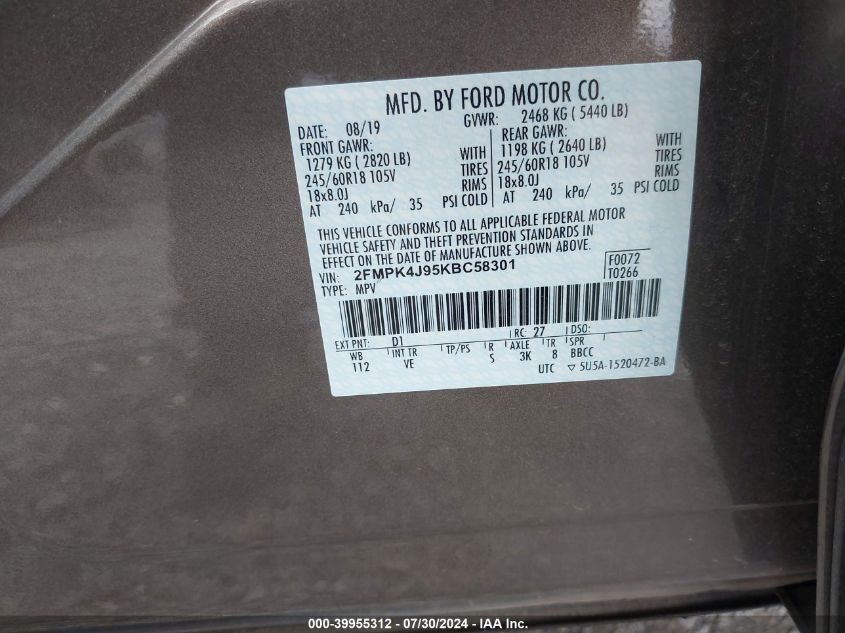 MFD. BY FORD MOTOR CO.
DATE: 08/19 GVWR: 2468 KG ( 5440 LB)
FRONT GAWR: REAR GAWR:
1279 KG ( 2820 LB) WITH 1198 KG ( 2640 LB) WITH
245/60R18 105V TIRES 245/60R18 105V TIRES
18x8.0J RIMS 18x8.0J RIMS
AT 240 kPa/ 35 PSI COLD AT 240 kPa/ 35 PSI COLD
THIS VEHICLE CONFORMS TO ALL APPLICABLE FEDERAL MOTOR
VEHICLE SAFETY AND THEFT PREVENTION STANDARDS IN
EFFECT ON THE DATE OF MANUFACTURE SHOWN ABOVE.
VIN: 2FMPK4J95KBC58301 F0072
TYPE: MPV T0266
EXT PNT: D1 RC: 27 DSO:
WB INT TR TP/PS R AXLE TR SPR
112 VE S 3K 8 BBCC
UTC ▽ 5U5A-1520472-BA
000-39955312 / 07/30/2024 - IAA Inc.